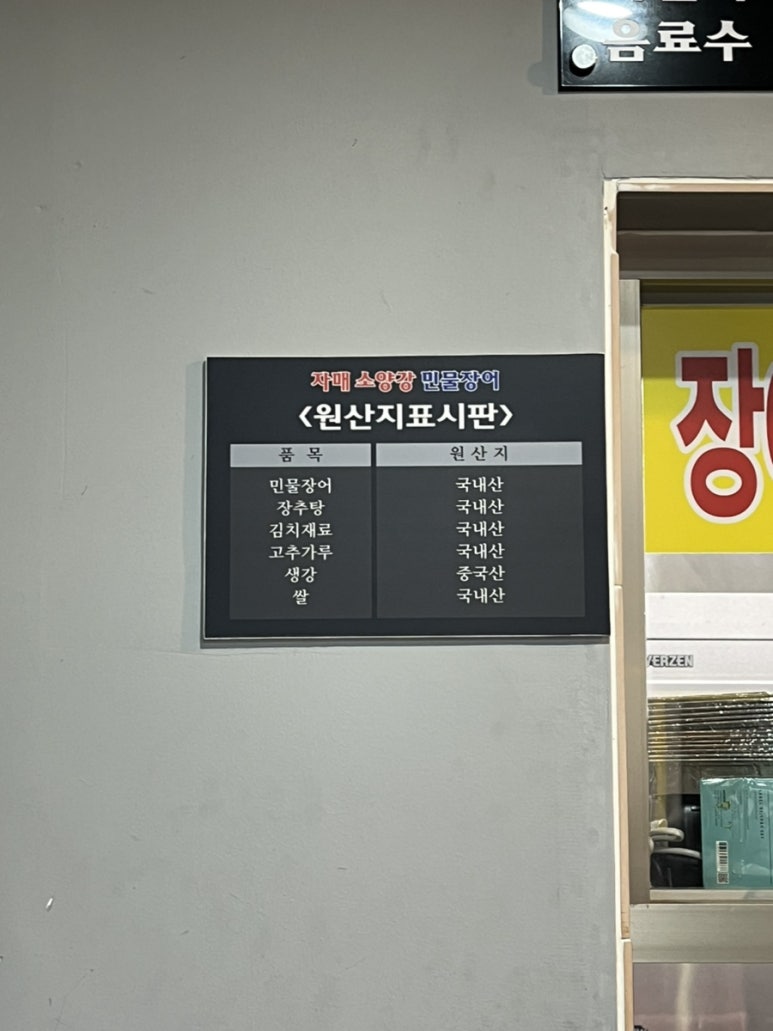 음료수
자매 소양강 민물장어
<원산지표시판>
품 목 원 산 지
민물장어 국내산
장추탕 국내산
김치재료 국내산
고추가루 국내산
생강 중국산
쌀 국내산
장
VERZEN